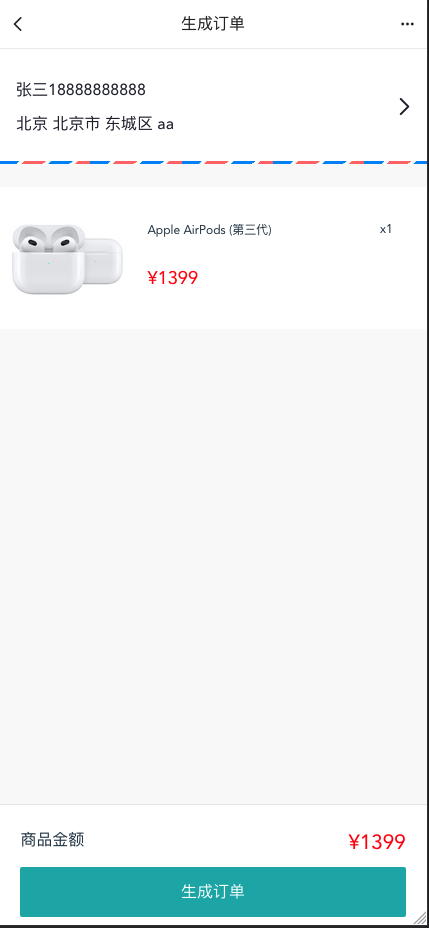 生成订单
张三18888888888
北京 北京市 东城区 aa
Apple AirPods (第三代)
x1
¥1399
商品金额
¥1399
生成订单